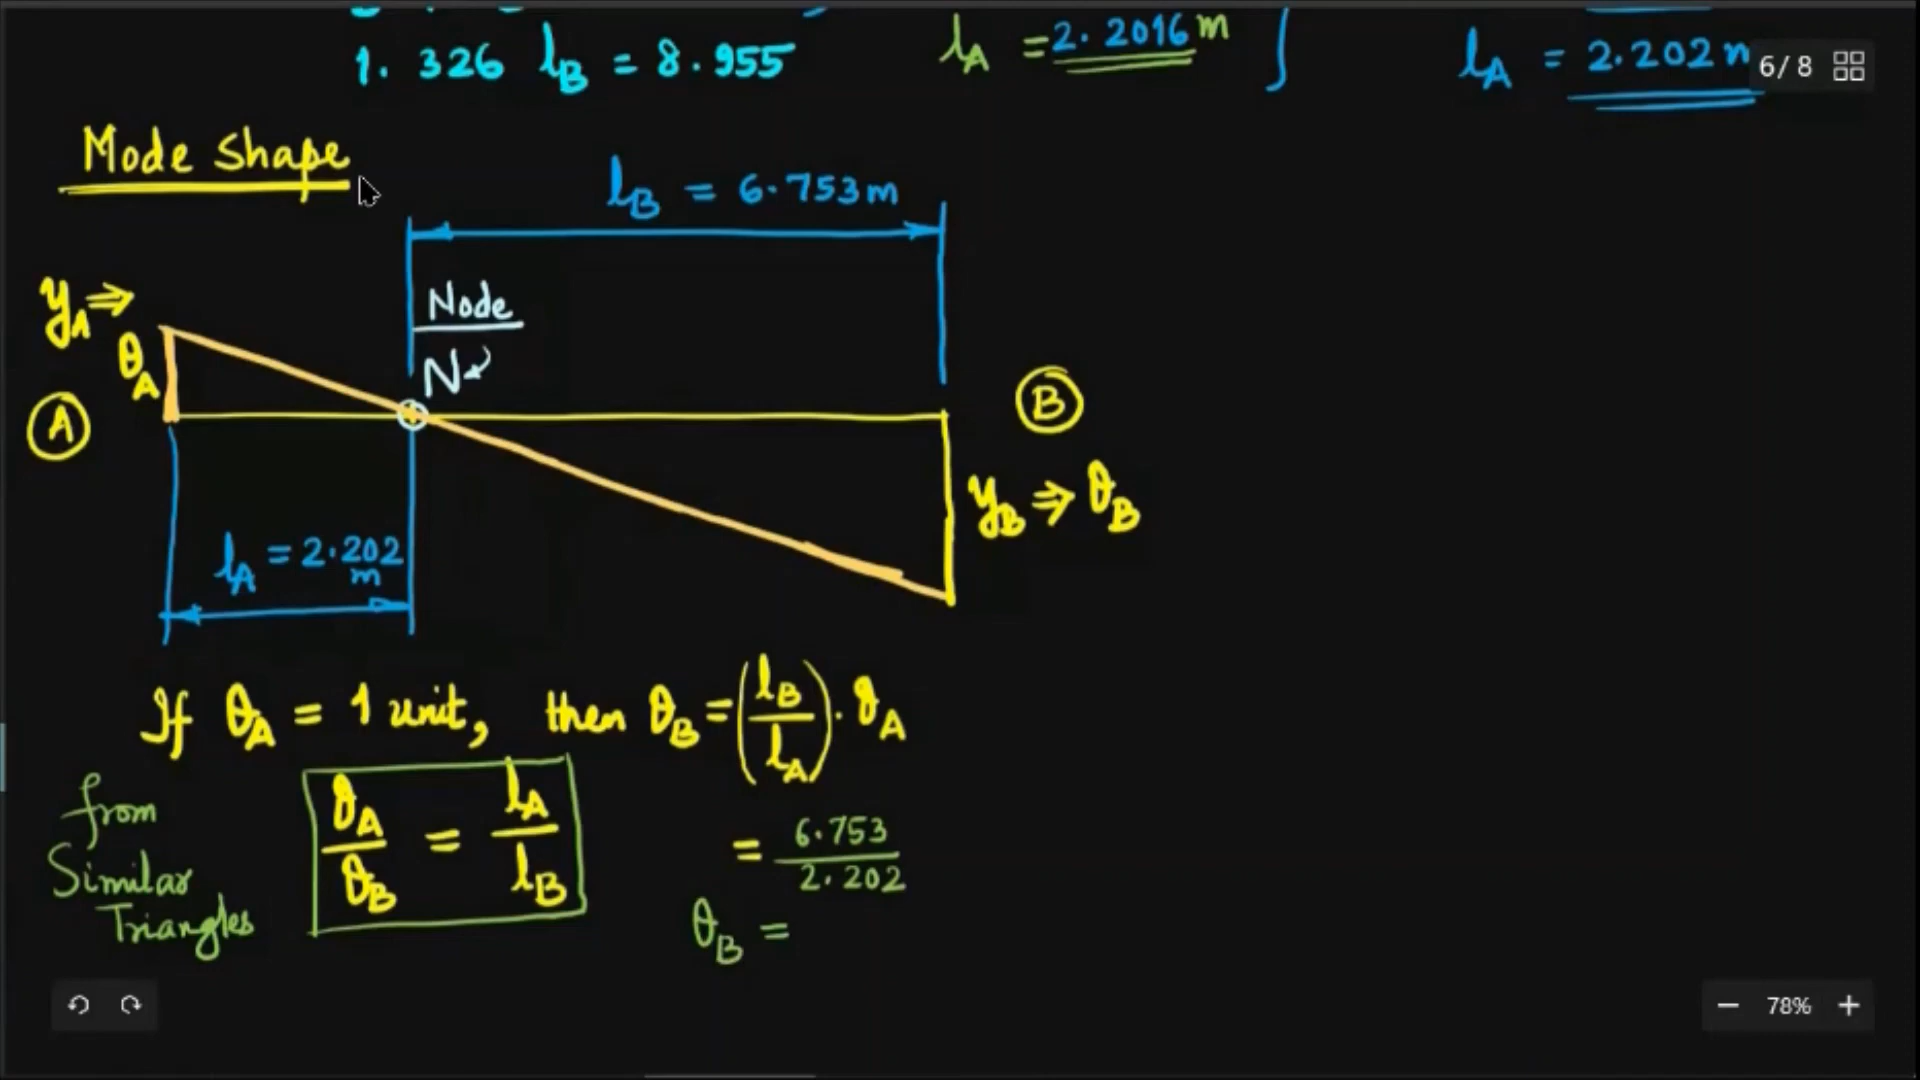 1. 326 lB = 8.955
lA = 2.2016 m
lA = 2.202 m
6/8
Mode Shape
lB = 6.753 m
yA ⇒
θA
Node
N
A
B
yB ⇒ θB
lA = 2.202
m
If θA = 1 unit, then θB = (lB/lA) . θA
from
Similar
Triangles
θA/θB = lA/lB
= 6.753/2.202
θB =
78%